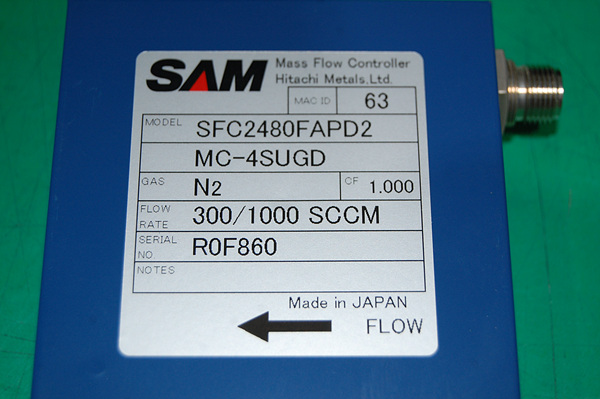 SAM
Mass Flow Controller
Hitachi Metals,Ltd.
MAC ID 63
MODEL SFC2480FAPD2
MC-4SUGD
GAS N2 CF 1.000
FLOW RATE 300/1000 SCCM
SERIAL NO R0F860
NOTES
Made in JAPAN
FLOW